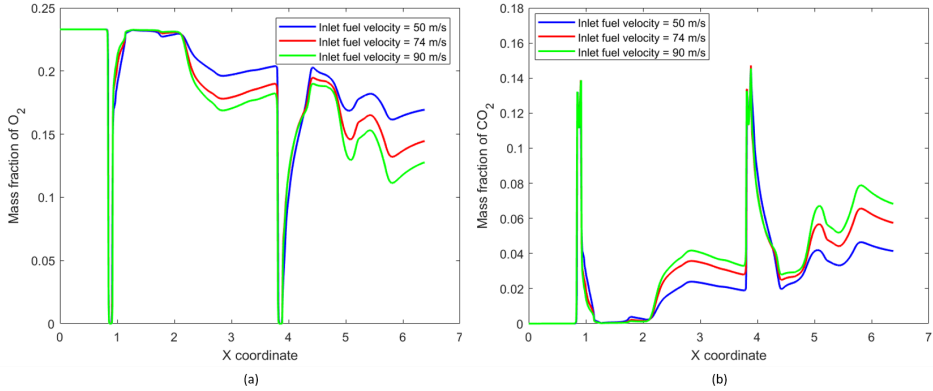 Inlet fuel velocity = 50 m/s
Inlet fuel velocity = 74 m/s
Inlet fuel velocity = 90 m/s
0.25
0.2
0.15
0.1
0.05
0
Mass fraction of O2
0 1 2 3 4 5 6 7
X coordinate
(a)
Inlet fuel velocity = 50 m/s
Inlet fuel velocity = 74 m/s
Inlet fuel velocity = 90 m/s
0.18
0.16
0.14
0.12
0.1
0.08
0.06
0.04
0.02
0
Mass fraction of CO2
0 1 2 3 4 5 6 7
X coordinate
(b)